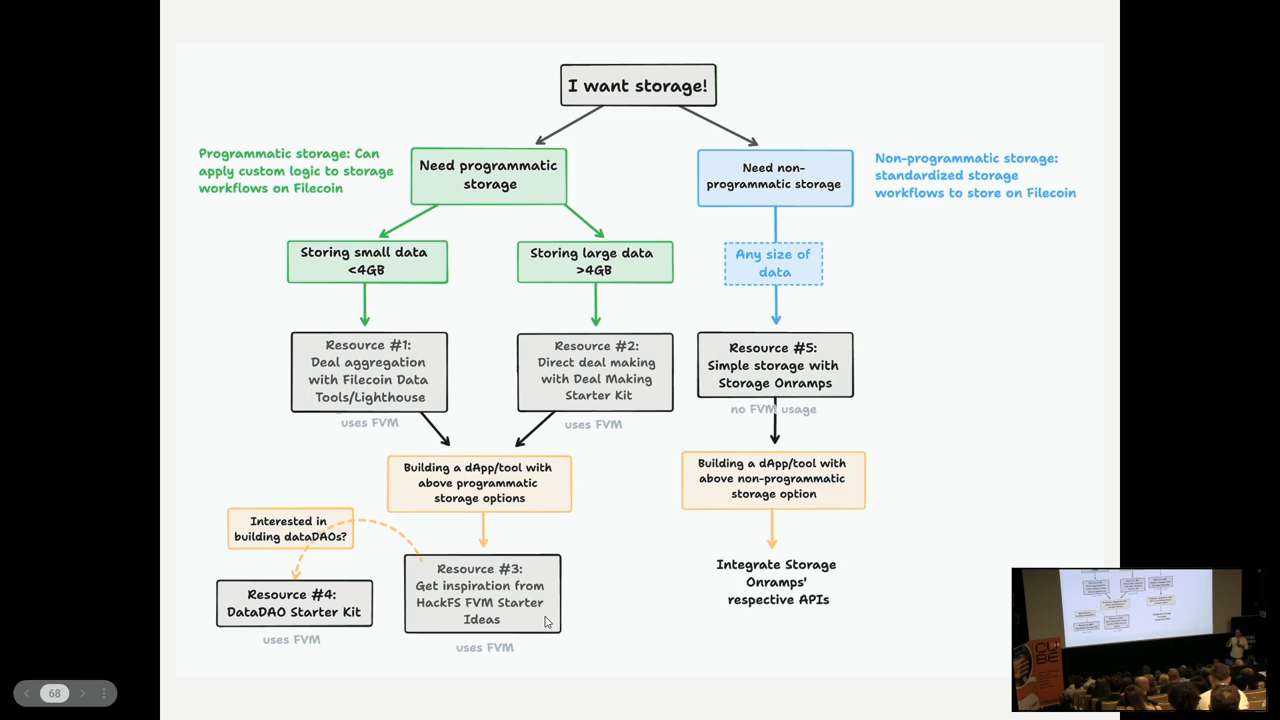 I want storage!
Programmatic storage: Can
apply custom logic to storage
workflows on Filecoin
Need programmatic
storage
Need non-
programmatic storage
Non-programmatic storage:
standardized storage
workflows to store on Filecoin
Storing small data
<4GB
Storing large data
>4GB
Any size of
data
Resource #1:
Deal aggregation
with Filecoin Data
Tools/Lighthouse
uses FVM
Resource #2:
Direct deal making
with Deal Making
Starter Kit
uses FVM
Resource #5:
Simple storage with
Storage Onramps
no FVM usage
Building a dApp/tool with
above programmatic
storage options
Building a dApp/tool with
above non-programmatic
storage option
Interested in
building dataDAOs?
Resource #4:
DataDAO Starter Kit
uses FVM
Resource #3:
Get inspiration from
HackFS FVM Starter
Ideas
uses FVM
Integrate Storage
Onramps'
respective APIs
68